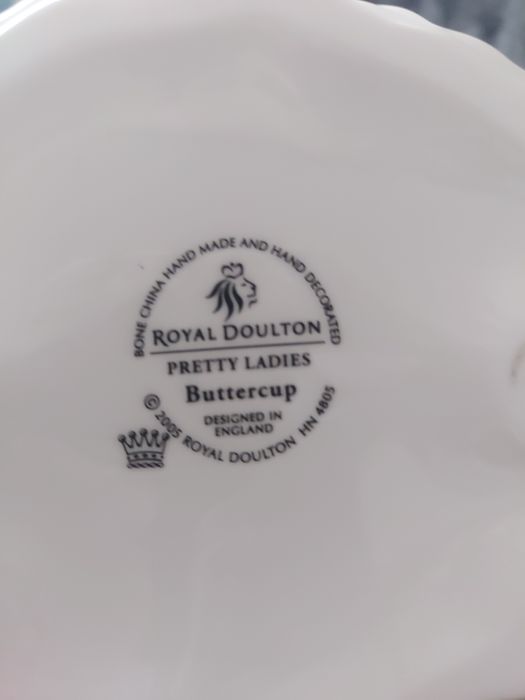 BONE CHINA HAND MADE AND HAND DECORATED
ROYAL DOULTON
PRETTY LADIES
Buttercup
DESIGNED IN
ENGLAND
© 2005 ROYAL DOULTON HN 4805